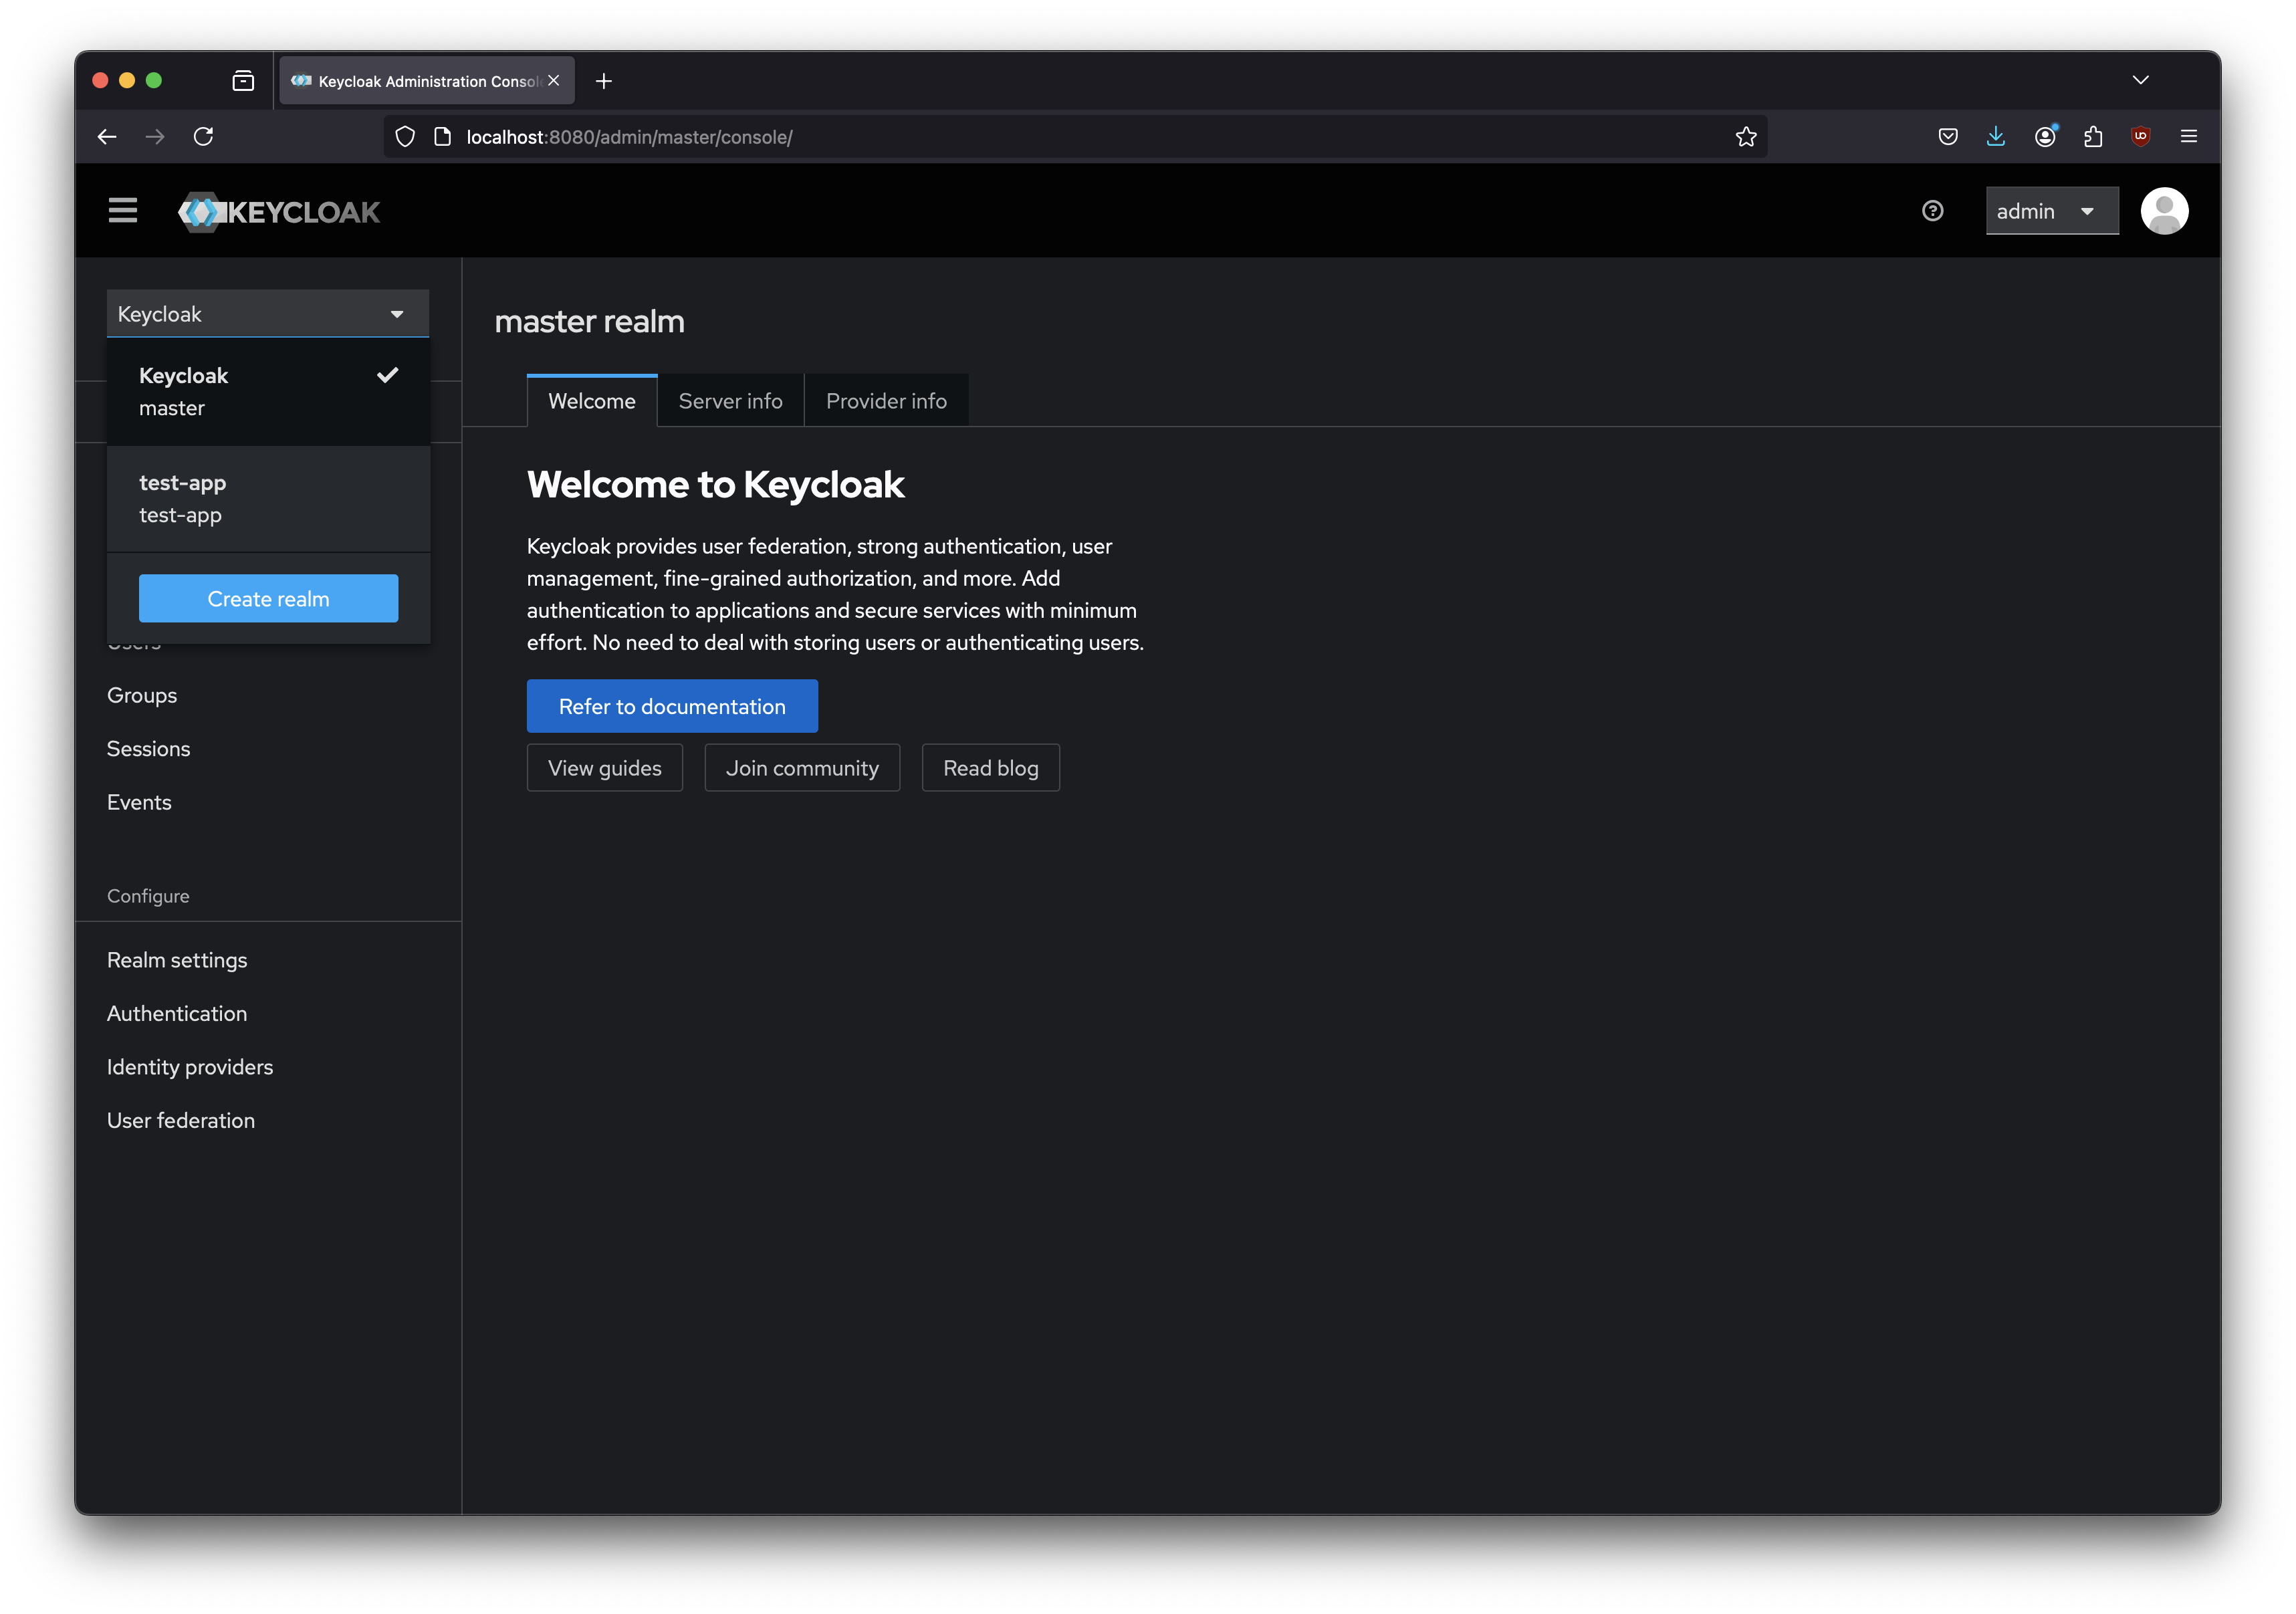 Keycloak Administration Consol
localhost:8080/admin/master/console/
KEYCLOAK
admin
Keycloak
Keycloak
master
test-app
test-app
Create realm
Users
Groups
Sessions
Events
Configure
Realm settings
Authentication
Identity providers
User federation
master realm
Welcome
Server info
Provider info
Welcome to Keycloak
Keycloak provides user federation, strong authentication, user
management, fine-grained authorization, and more. Add
authentication to applications and secure services with minimum
effort. No need to deal with storing users or authenticating users.
Refer to documentation
View guides
Join community
Read blog